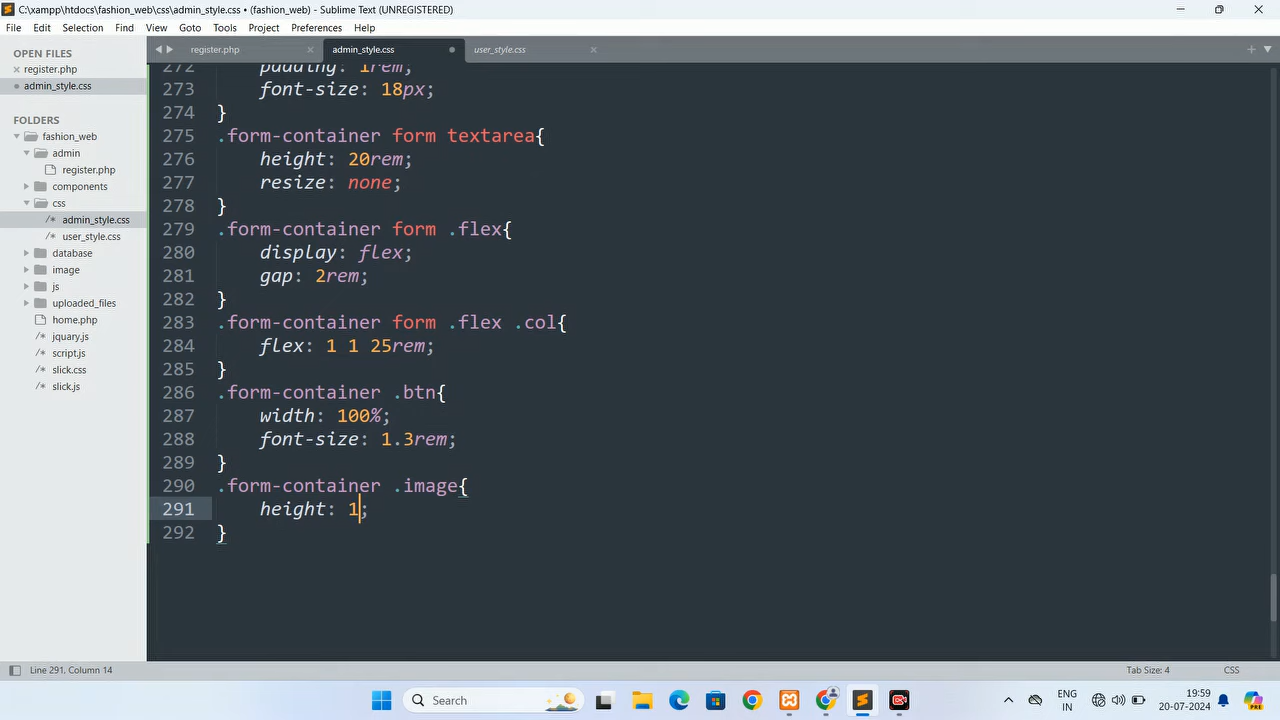 C:\xampp\htdocs\fashion_web\css\admin_style.css • (fashion_web) - Sublime Text (UNREGISTERED)
File Edit Selection Find View Goto Tools Project Preferences Help
OPEN FILES
register.php
admin_style.css
FOLDERS
fashion_web
admin
register.php
components
css
admin_style.css
user_style.css
database
image
js
uploaded_files
home.php
jquary.js
script.js
slick.css
slick.js
register.php admin_style.css user_style.css
272 padding: 1rem;
273 font-size: 18px;
274 }
275 .form-container form textarea{
276 height: 20rem;
277 resize: none;
278 }
279 .form-container form .flex{
280 display: flex;
281 gap: 2rem;
282 }
283 .form-container form .flex .col{
284 flex: 1 1 25rem;
285 }
286 .form-container .btn{
287 width: 100%;
288 font-size: 1.3rem;
289 }
290 .form-container .image{
291 height: 1;
292 }
Line 291, Column 14 Tab Size: 4 CSS
Search
ENG
IN
19:59
20-07-2024
PRE